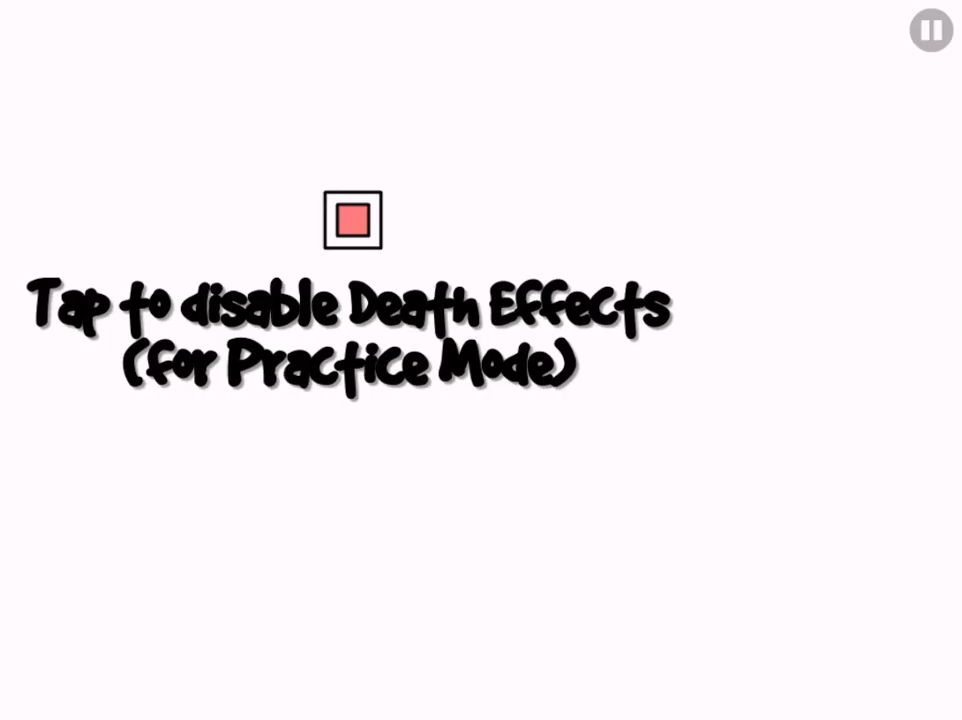 Tap to disable Death Effects
(for Practice Mode)